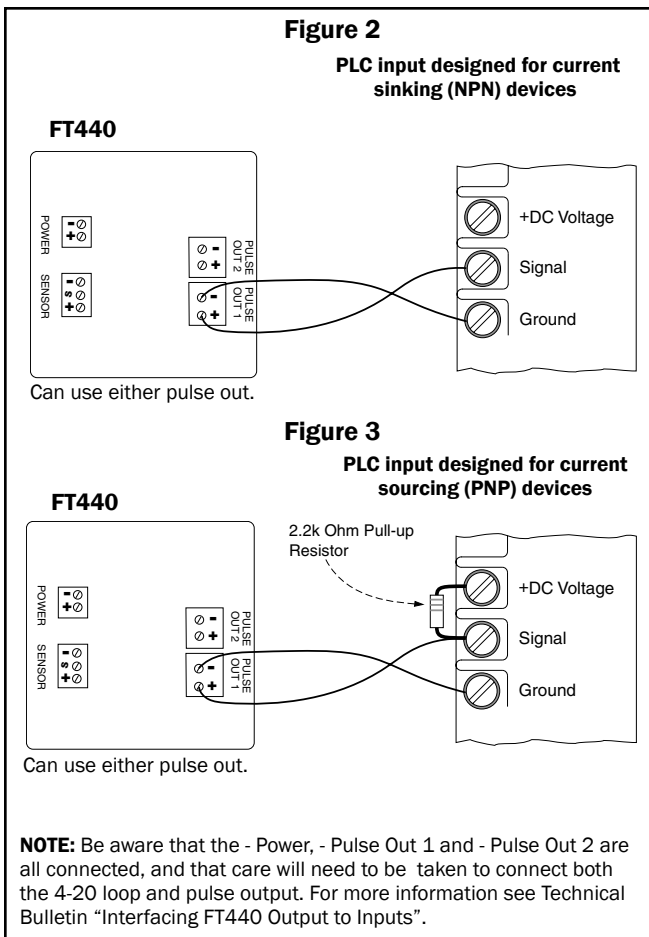 Figure 2
PLC input designed for current
sinking (NPN) devices
FT440
POWER
- +
SENSOR
- S +
- +
PULSE
OUT 2
- +
PULSE
OUT 1
+DC Voltage
Signal
Ground
Can use either pulse out.
Figure 3
PLC input designed for current
sourcing (PNP) devices
FT440
2.2k Ohm Pull-up
Resistor
POWER
- +
SENSOR
- S +
- +
PULSE
OUT 2
- +
PULSE
OUT 1
+DC Voltage
Signal
Ground
Can use either pulse out.
NOTE: Be aware that the - Power, - Pulse Out 1 and - Pulse Out 2 are
all connected, and that care will need to be taken to connect both
the 4-20 loop and pulse output. For more information see Technical
Bulletin “Interfacing FT440 Output to Inputs”.